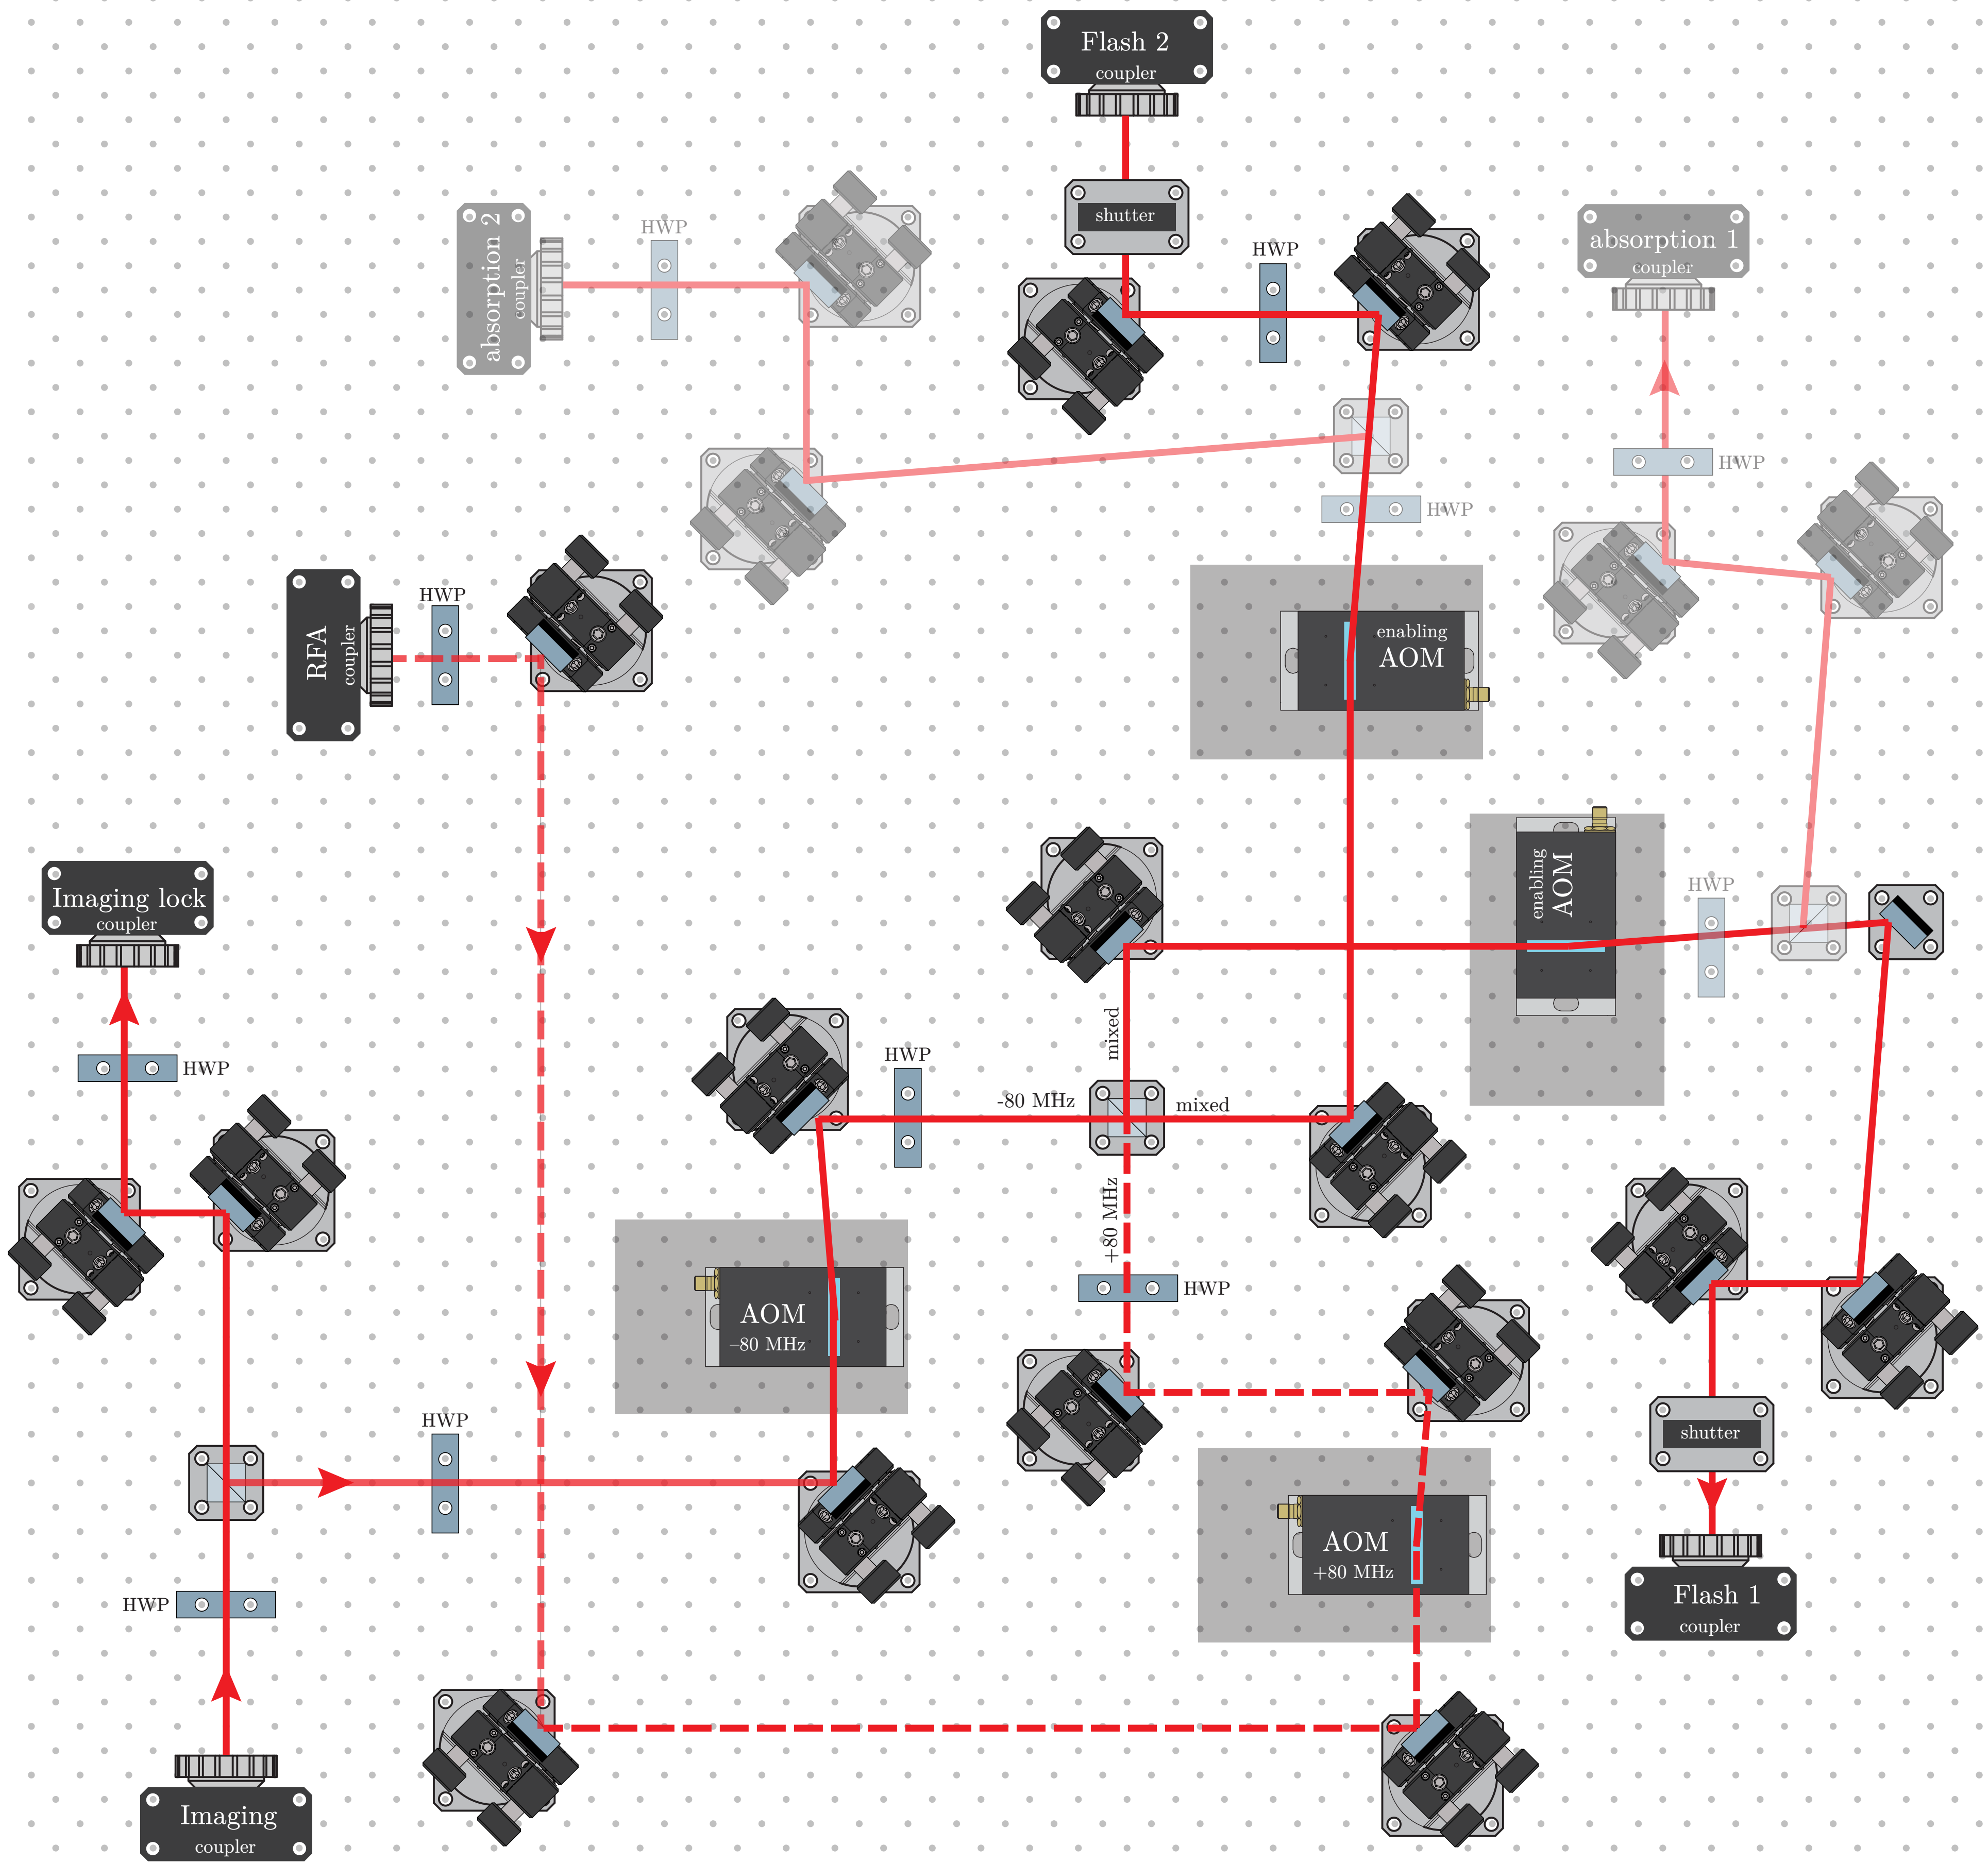 Flash 2
coupler
shutter
HWP
absorption 2
coupler
HWP
absorption 1
coupler
HWP
HWP
RFA
coupler
HWP
enabling
AOM
enabling
AOM
HWP
Imaging lock
coupler
HWP
HWP
-80 MHz
mixed
mixed
+80 MHz
HWP
AOM
–80 MHz
HWP
shutter
AOM
+80 MHz
HWP
Flash 1
coupler
Imaging
coupler